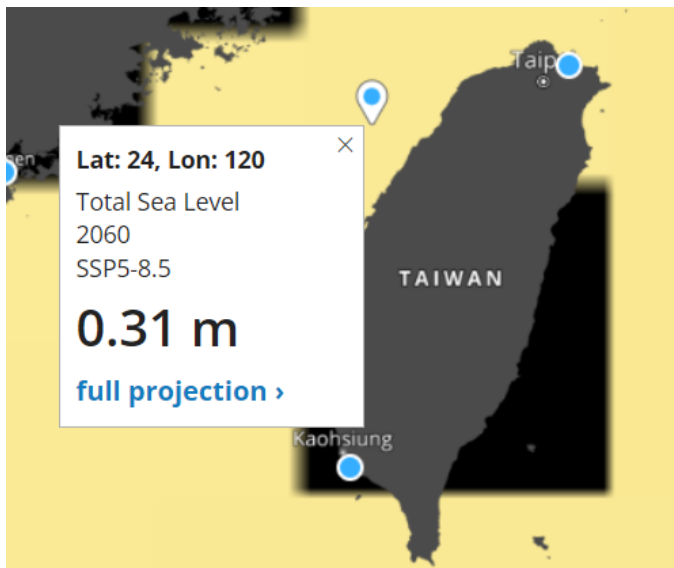 Taip
Lat: 24, Lon: 120
Total Sea Level
2060
SSP5-8.5
0.31 m
full projection ›
TAIWAN
Kaohsiung